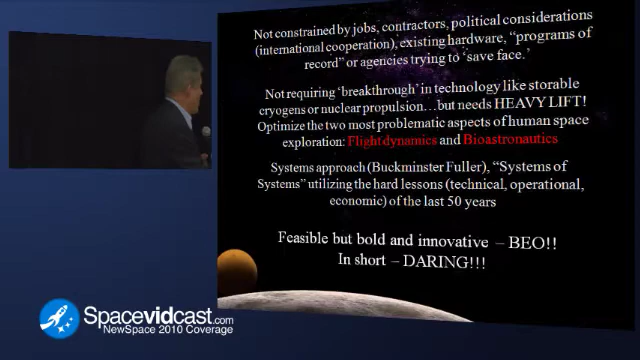 Not constrained by jobs, contractors, political considerations
(international cooperation), existing hardware, “programs of
record” or agencies trying to ‘save face.’
Not requiring ‘breakthrough’ in technology like storable
cryogens or nuclear propulsion…but needs HEAVY LIFT!
Optimize the two most problematic aspects of human space
exploration: Flight dynamics and Bioastronautics
Systems approach (Buckminster Fuller), “Systems of
Systems” utilizing the hard lessons (technical, operational,
economic) of the last 50 years
Feasible but bold and innovative – BEO!!
In short – DARING!!!
Spacevidcast.com
NewSpace 2010 Coverage